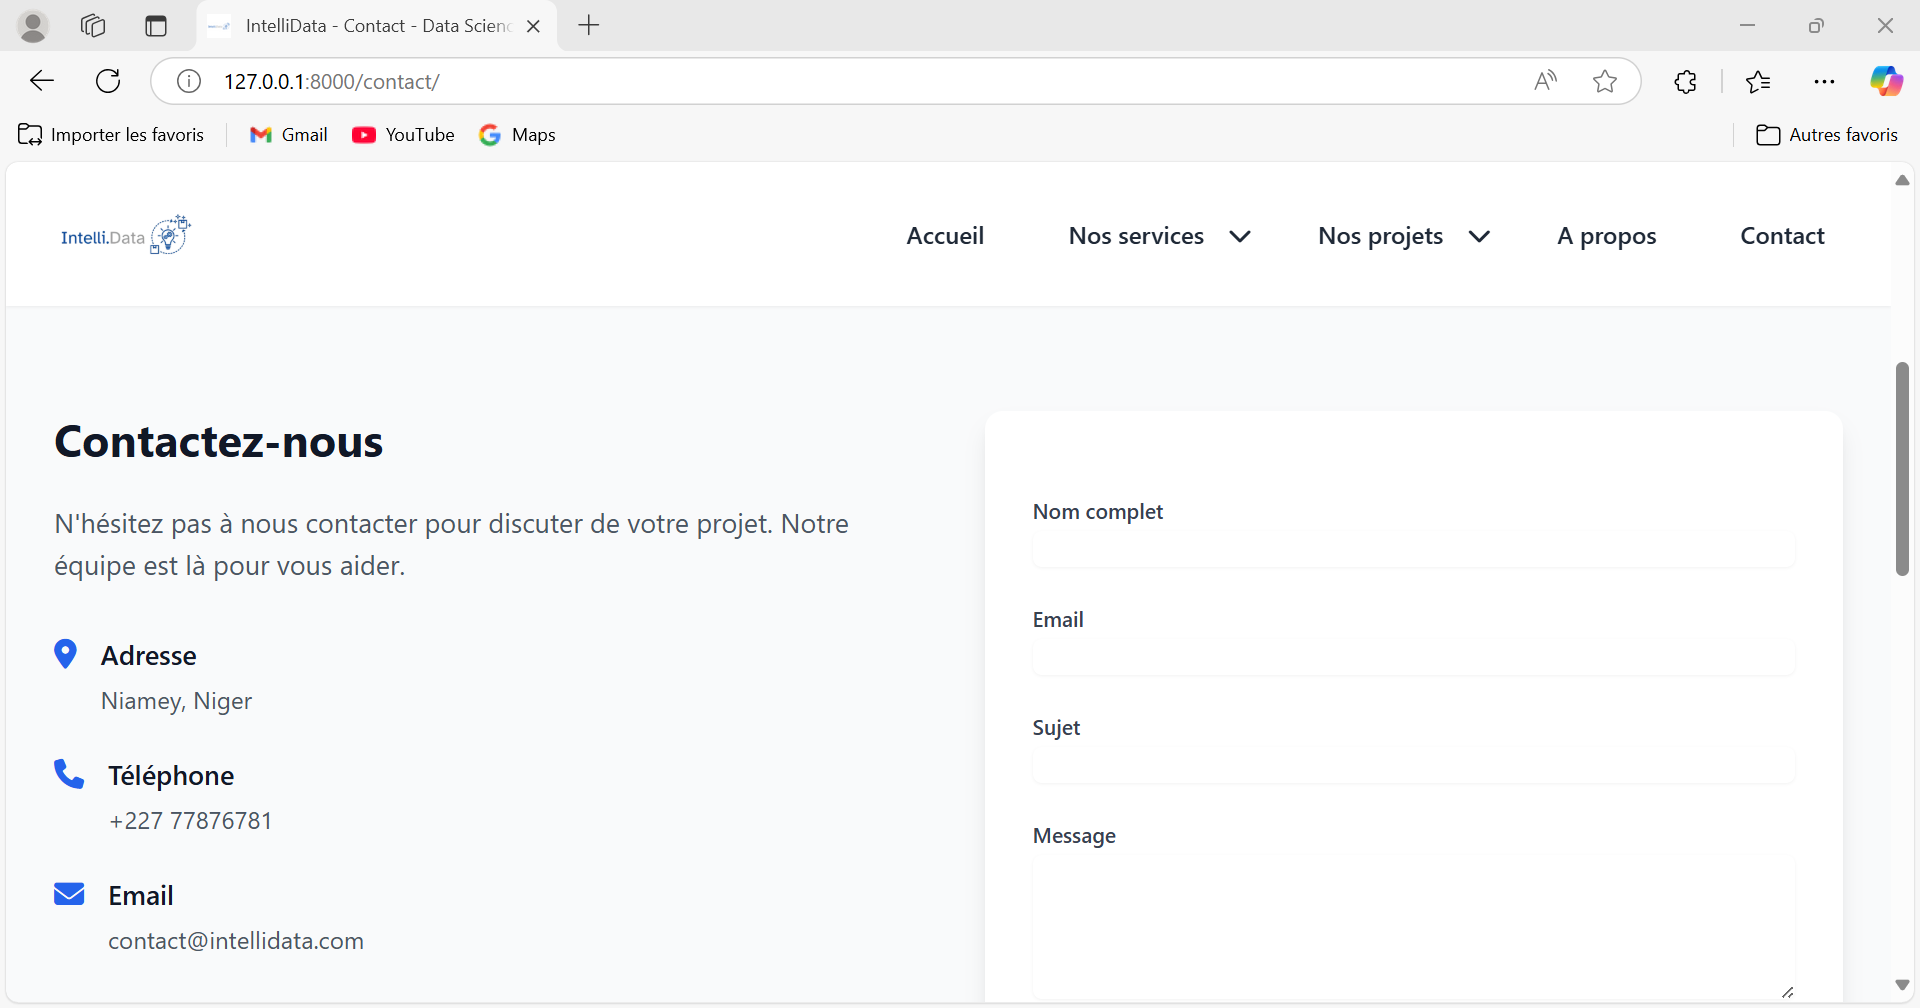 IntelliData - Contact - Data Scienc
127.0.0.1:8000/contact/
Importer les favoris
Gmail
YouTube
Maps
Autres favoris
Intelli.Data
Accueil
Nos services
Nos projets
A propos
Contact
Contactez-nous
N'hésitez pas à nous contacter pour discuter de votre projet. Notre
équipe est là pour vous aider.
Adresse
Niamey, Niger
Téléphone
+227 77876781
Email
contact@intellidata.com
Nom complet
Email
Sujet
Message